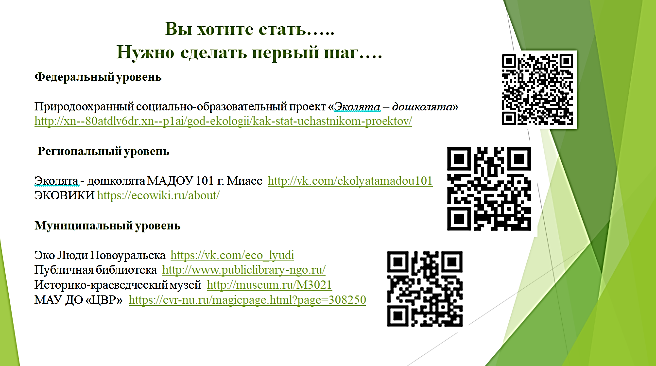 Вы хотите стать…..
Нужно сделать первый шаг….
Федеральный уровень
Природоохранный социально-образовательный проект «Эколята – дошколята»
http://xn--80atdlv6dr.xn--p1ai/god-ekologii/kak-stat-uchastnikom-proektov/
Региональный уровень
Эколята - дошколята МАДОУ 101 г. Миасс http://vk.com/ekolyatamadou101
ЭКОВИКИ https://ecowiki.ru/about/
Муниципальный уровень
Эко Люди Новоуральска https://vk.com/eco_lyudi
Публичная библиотека http://www.publiclibrary-ngo.ru/
Историко-краеведческий музей http://museum.ru/M3021
МАУ ДО «ЦВР» https://cvr-nu.ru/magicpage.html?page=308250